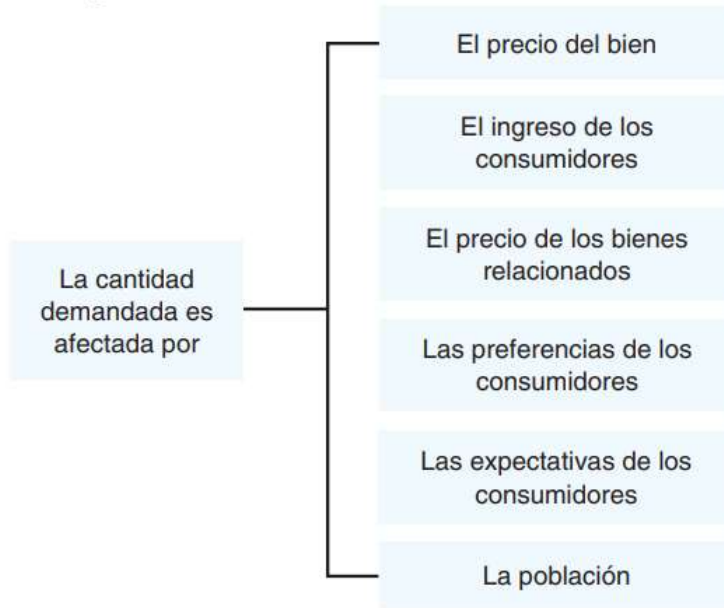 El precio del bien
El ingreso de los
consumidores
El precio de los bienes
relacionados
La cantidad
demandada es
afectada por
Las preferencias de los
consumidores
Las expectativas de los
consumidores
La población